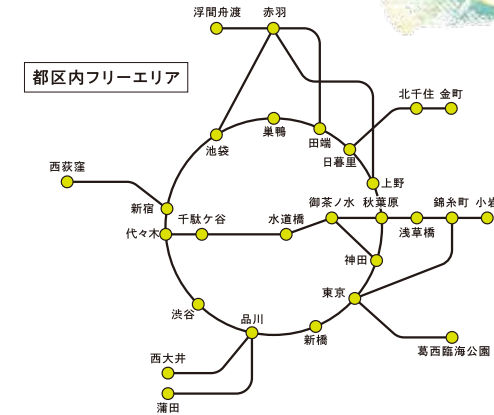 浮間舟渡
赤羽
都区内フリーエリア
北千住
金町
巣鴨
田端
池袋
日暮里
西荻窪
上野
御茶ノ水
秋葉原
錦糸町
小岩
新宿
千駄ケ谷
水道橋
代々木
浅草橋
神田
東京
渋谷
品川
新橋
葛西臨海公園
西大井
蒲田